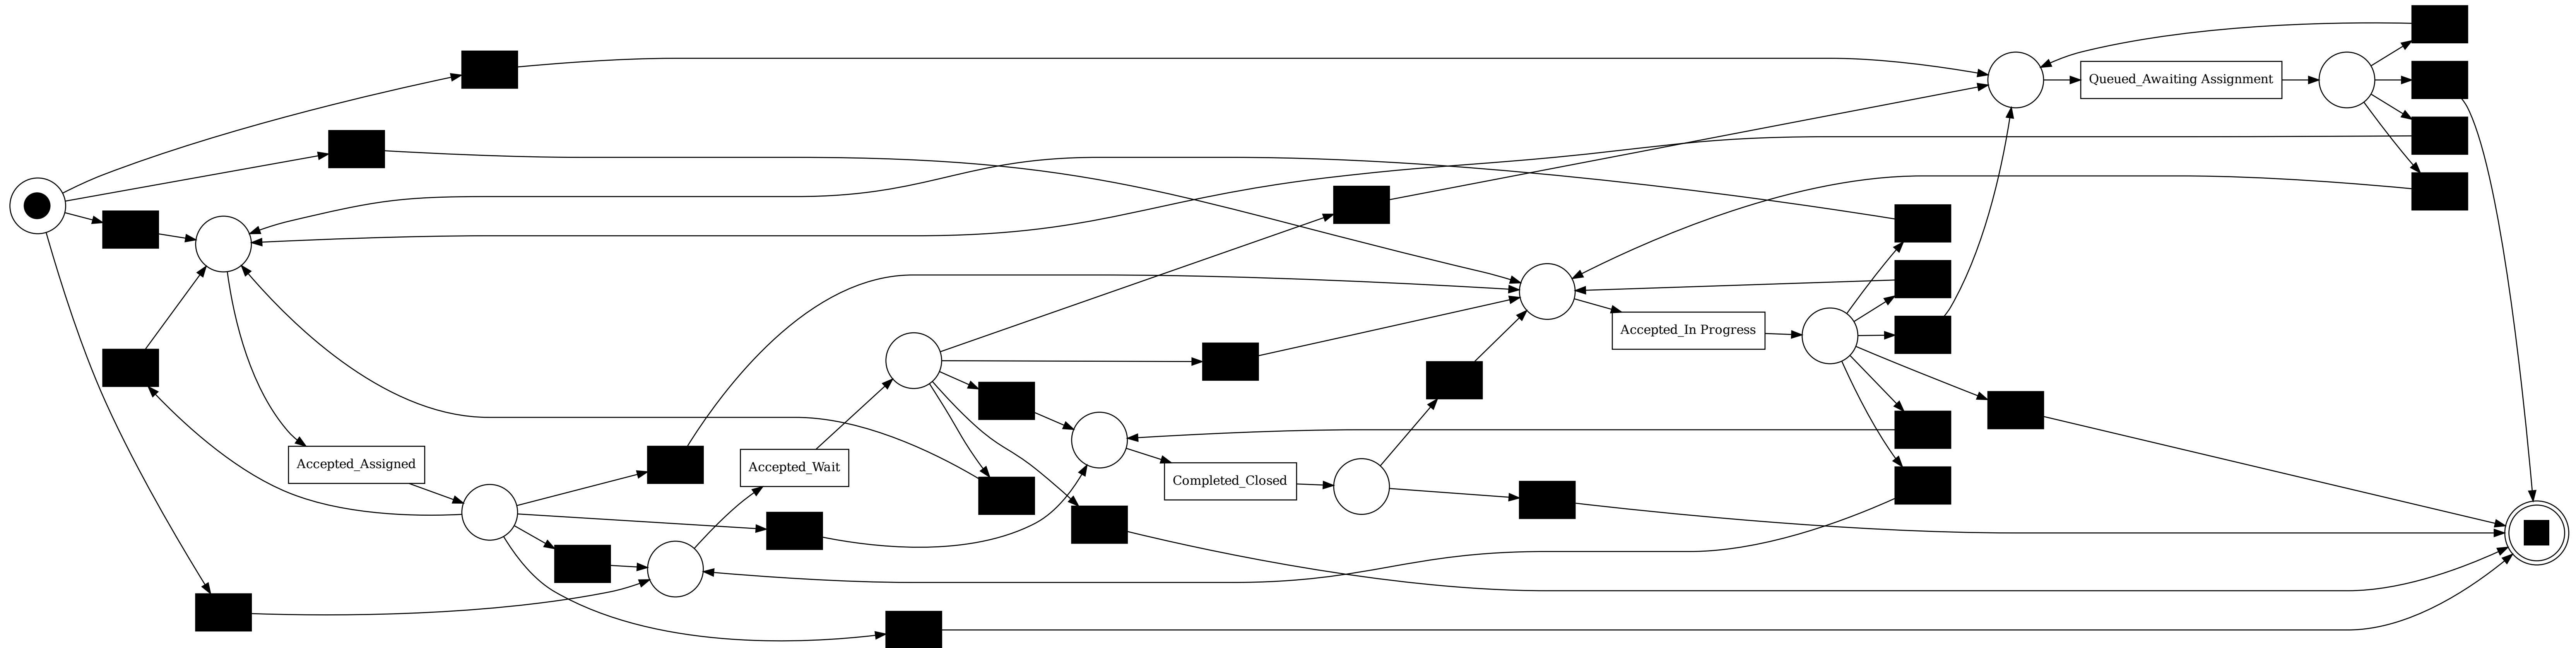 Queued_Awaiting Assignment
Accepted_In Progress
Accepted_Assigned
Accepted_Wait
Completed_Closed